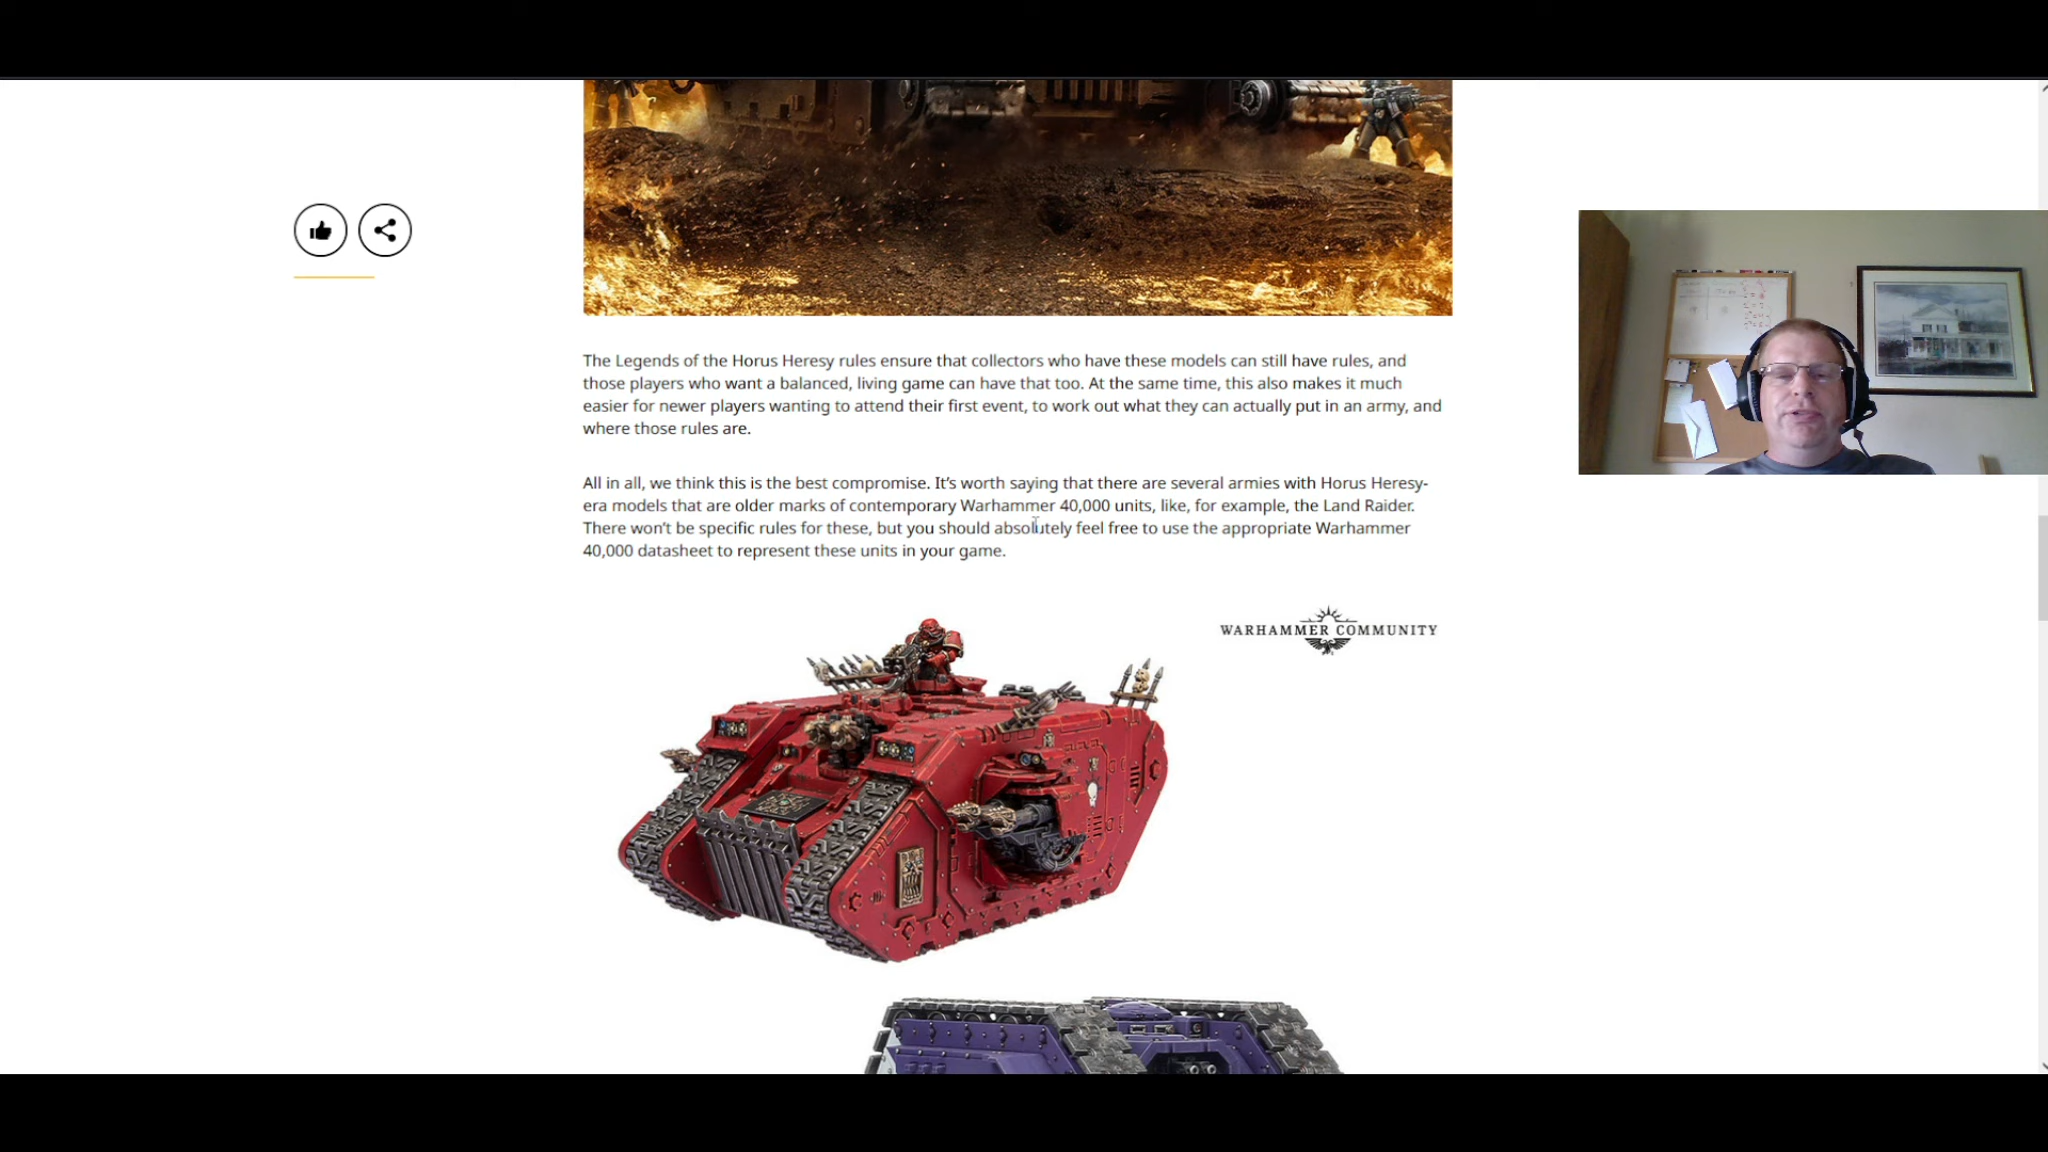 The Legends of the Horus Heresy rules ensure that collectors who have these models can still have rules, and
those players who want a balanced, living game can have that too. At the same time, this also makes it much
easier for newer players wanting to attend their first event, to work out what they can actually put in an army, and
where those rules are.
All in all, we think this is the best compromise. It’s worth saying that there are several armies with Horus Heresy-
era models that are older marks of contemporary Warhammer 40,000 units, like, for example, the Land Raider.
There won’t be specific rules for these, but you should absolutely feel free to use the appropriate Warhammer
40,000 datasheet to represent these units in your game.
WARHAMMER COMMUNITY